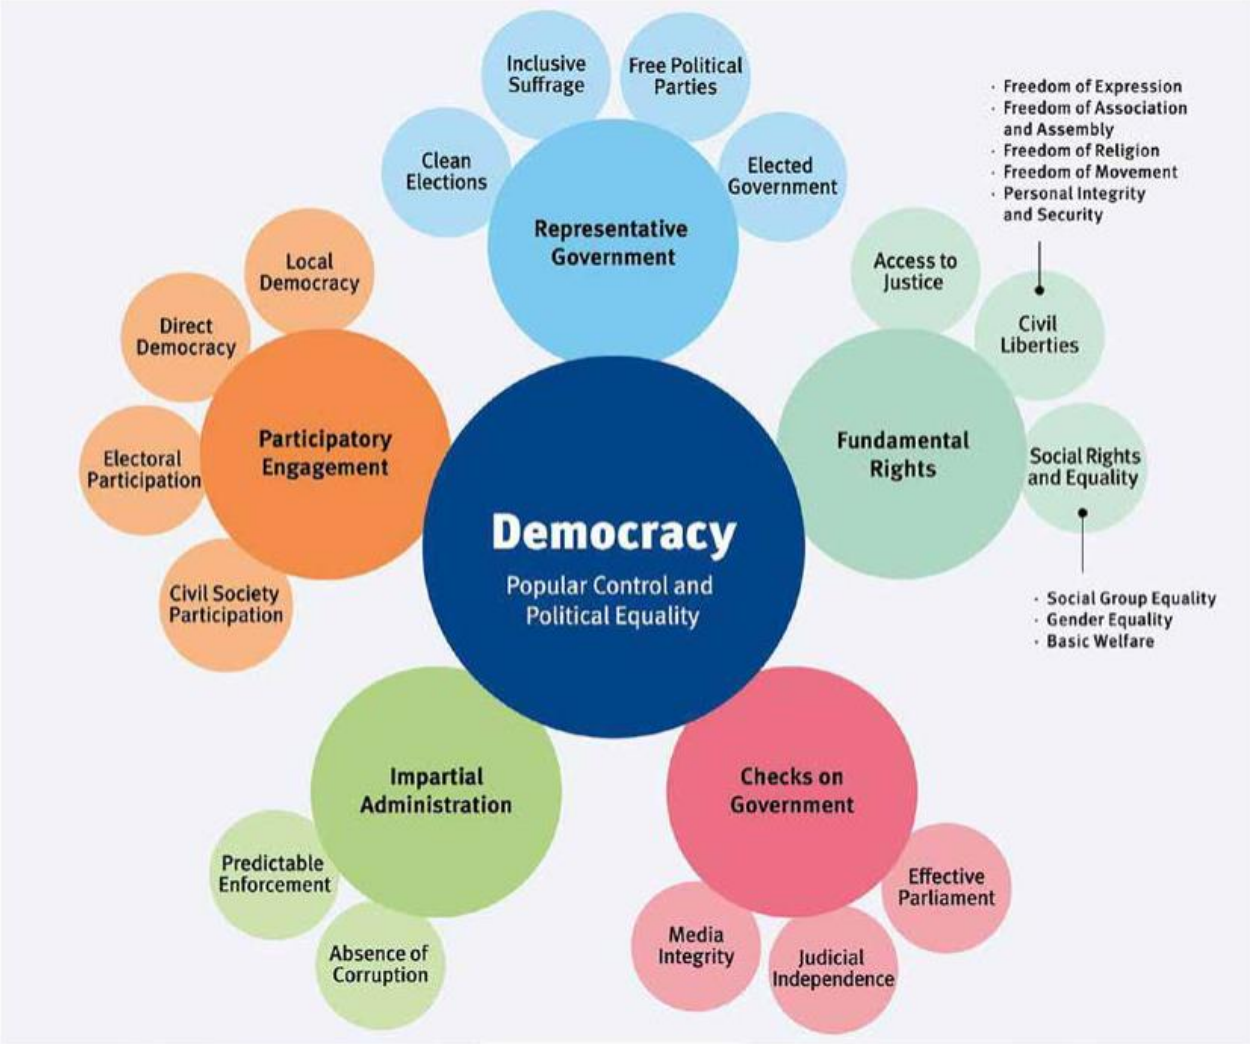 Inclusive
Suffrage
Free Political
Parties
Clean
Elections
Elected
Government
Representative
Government
· Freedom of Expression
· Freedom of Association
and Assembly
· Freedom of Religion
· Freedom of Movement
· Personal Integrity
and Security
Local
Democracy
Direct
Democracy
Electoral
Participation
Civil Society
Participation
Participatory
Engagement
Access to
Justice
Civil
Liberties
Social Rights
and Equality
Fundamental
Rights
· Social Group Equality
· Gender Equality
· Basic Welfare
Democracy
Popular Control and
Political Equality
Impartial
Administration
Predictable
Enforcement
Absence of
Corruption
Checks on
Government
Media
Integrity
Judicial
Independence
Effective
Parliament